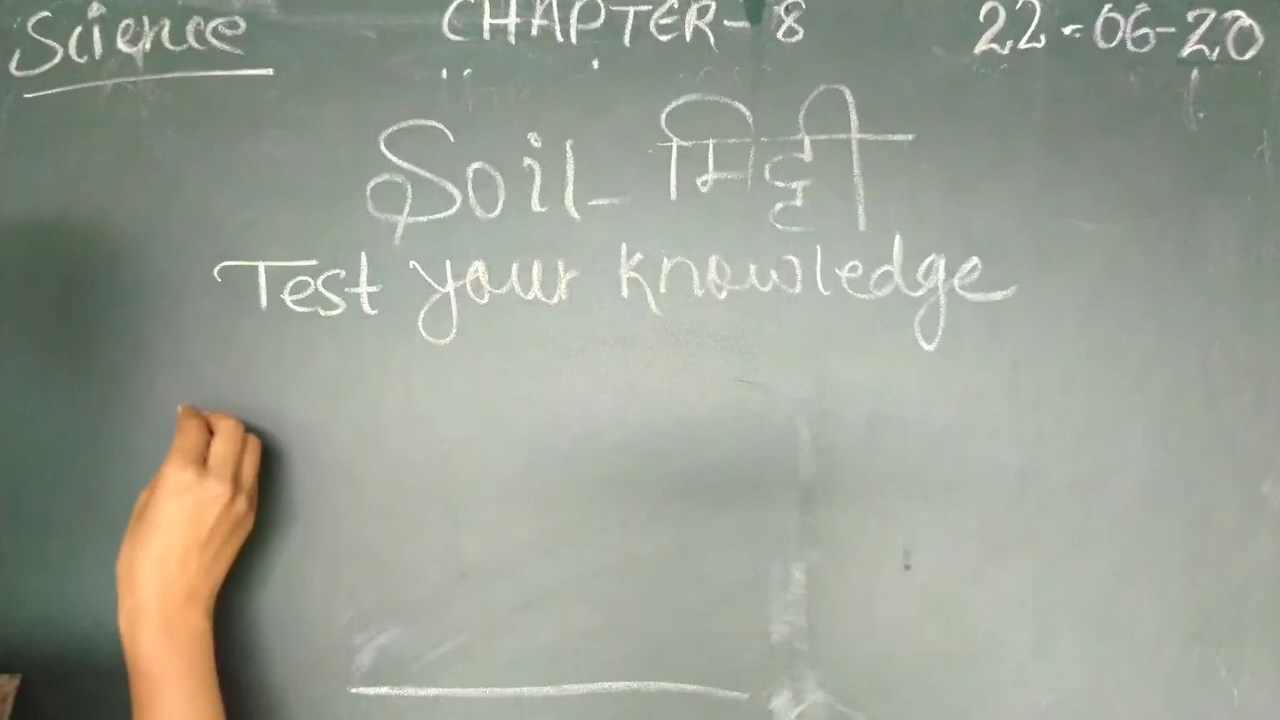 Science CHAPTER-8 22-06-20
Soil- मिट्टी
Test your knowledge